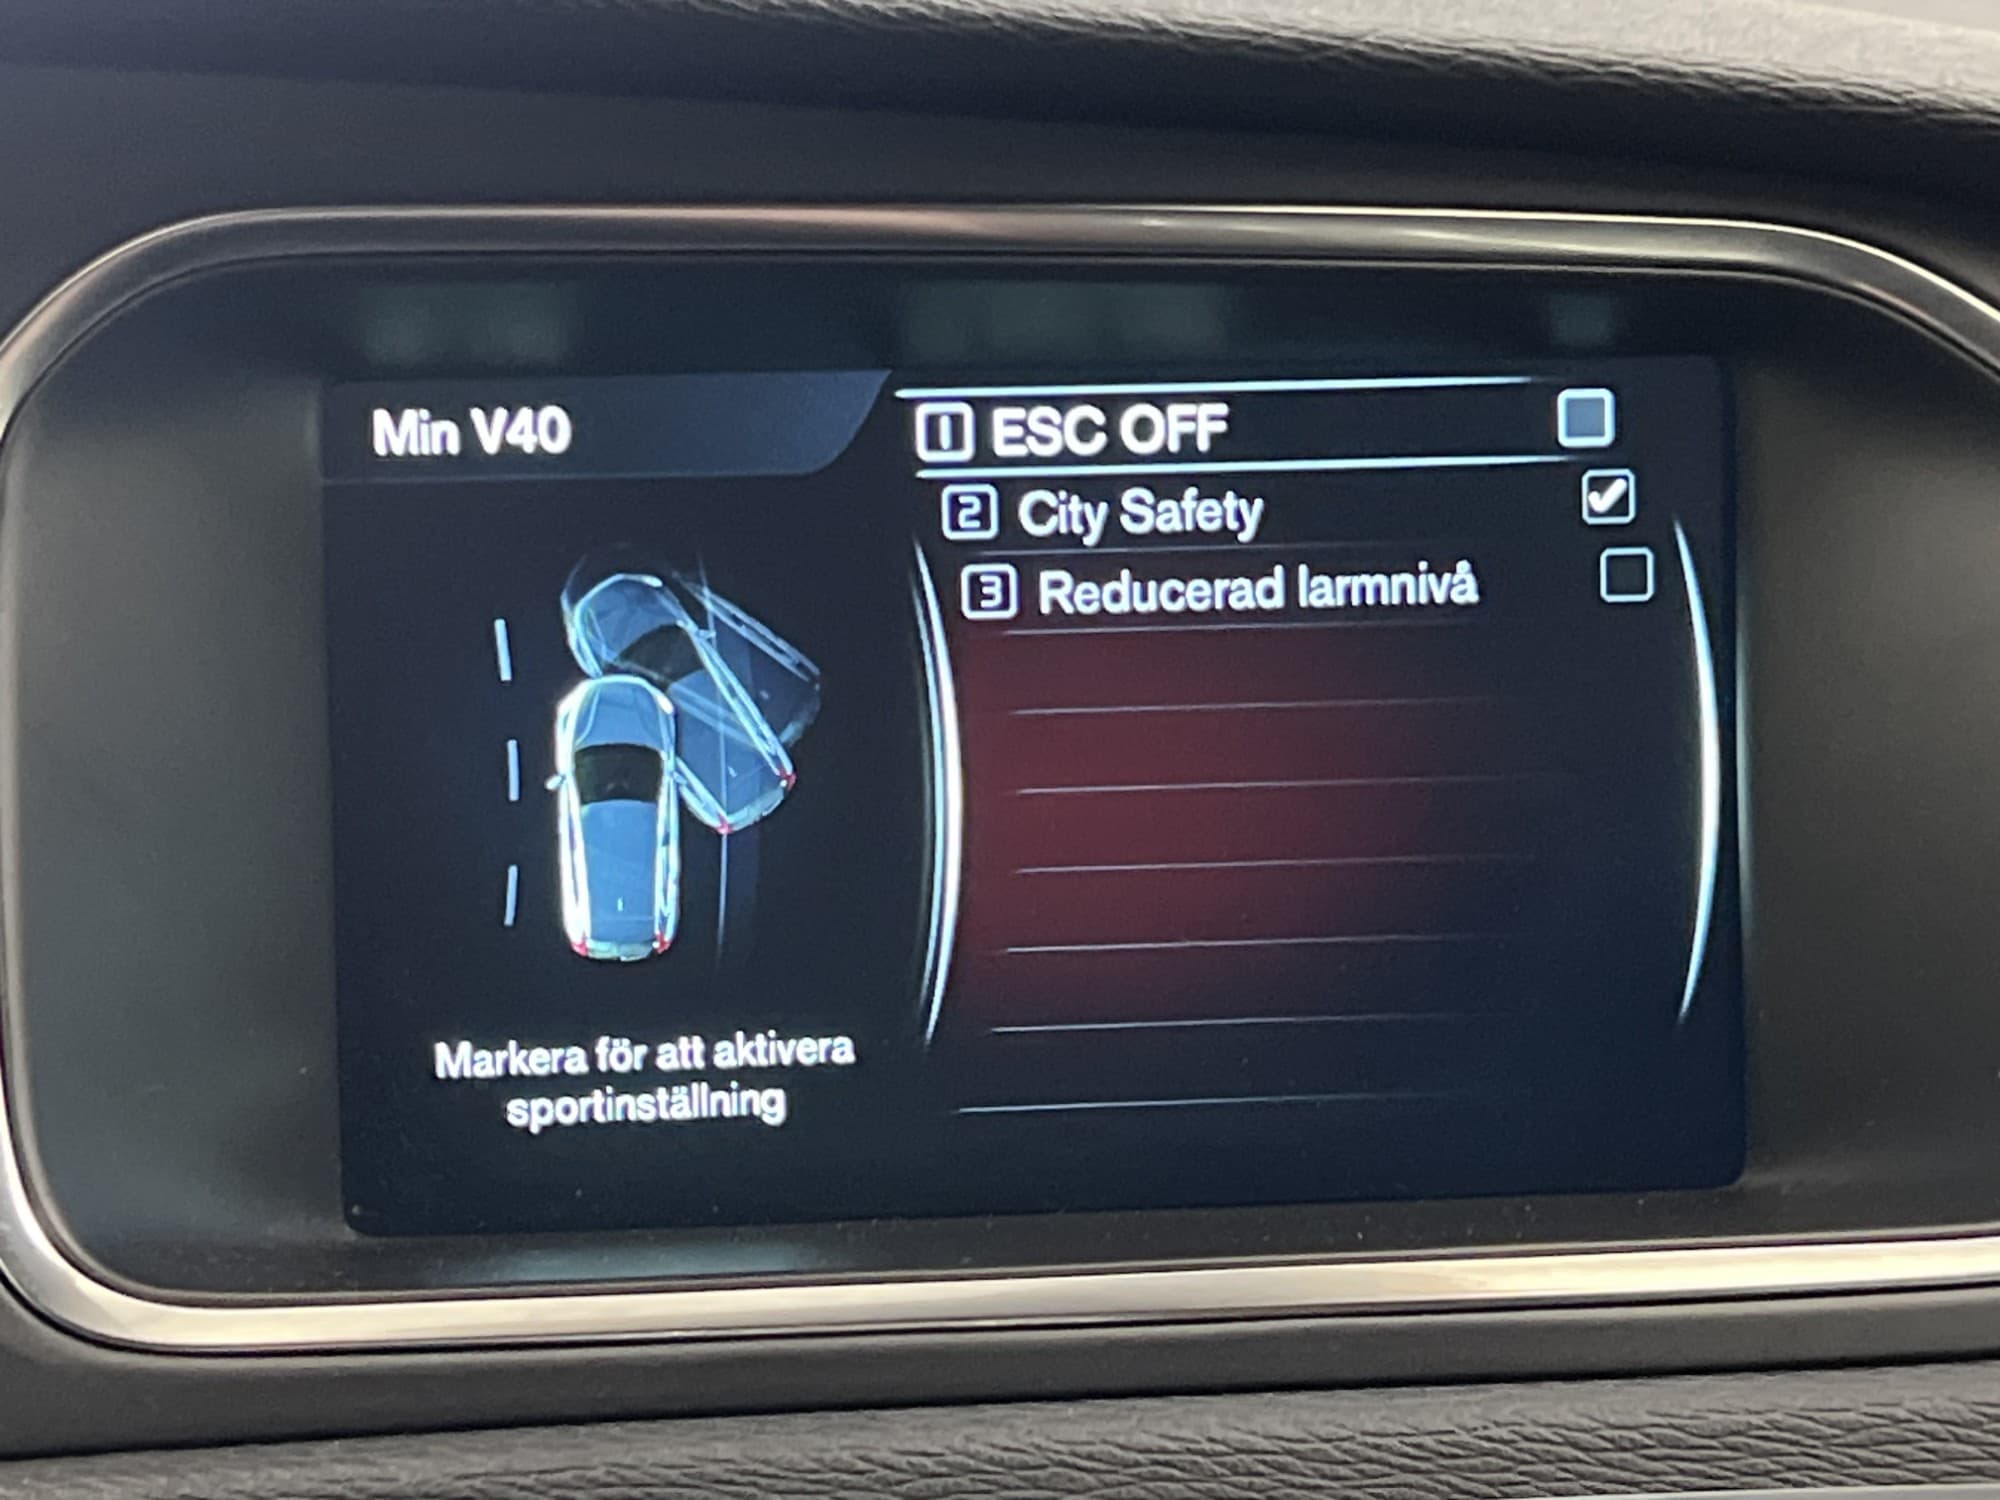 Min V40
1 ESC OFF
2 City Safety
3 Reducerad larmnivå
Markera för att aktivera
sportinställning